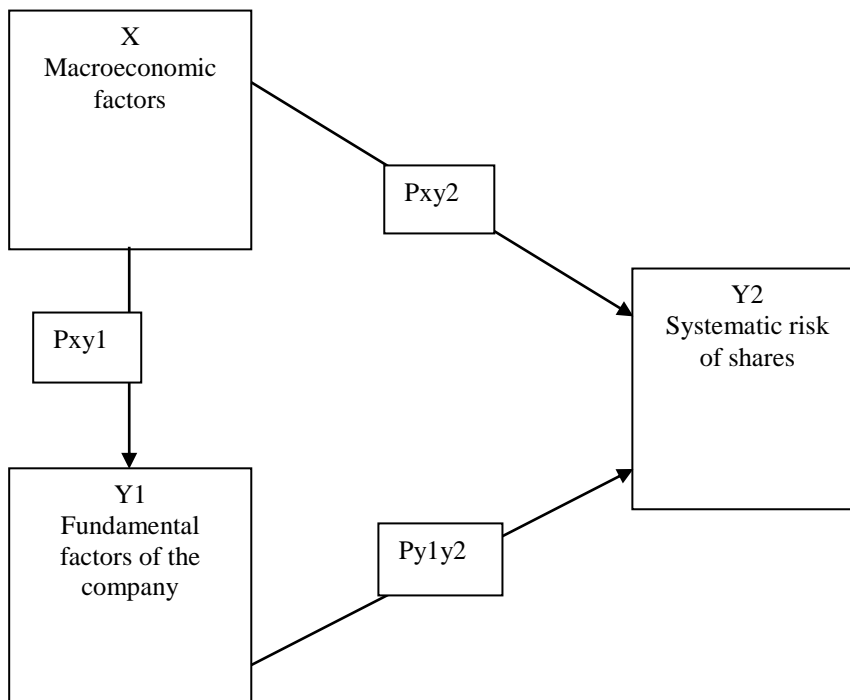 X
Macroeconomic
factors
Pxy2
Y2
Systematic risk
of shares
Pxy1
Y1
Fundamental
factors of the
company
Py1y2